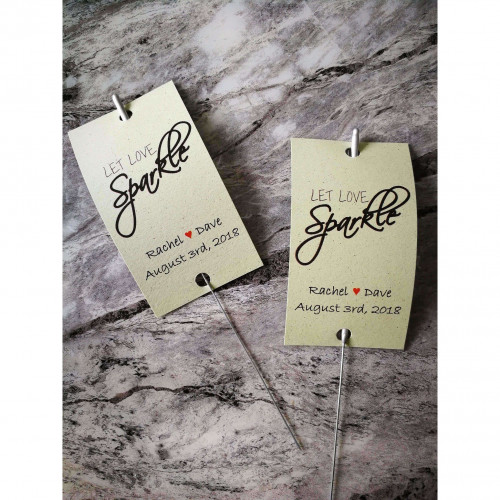 LET LOVE
Sparkle
Rachel ♥ Dave
August 3rd, 2018
LET LOVE
Sparkle
Rachel ♥ Dave
August 3rd, 2018